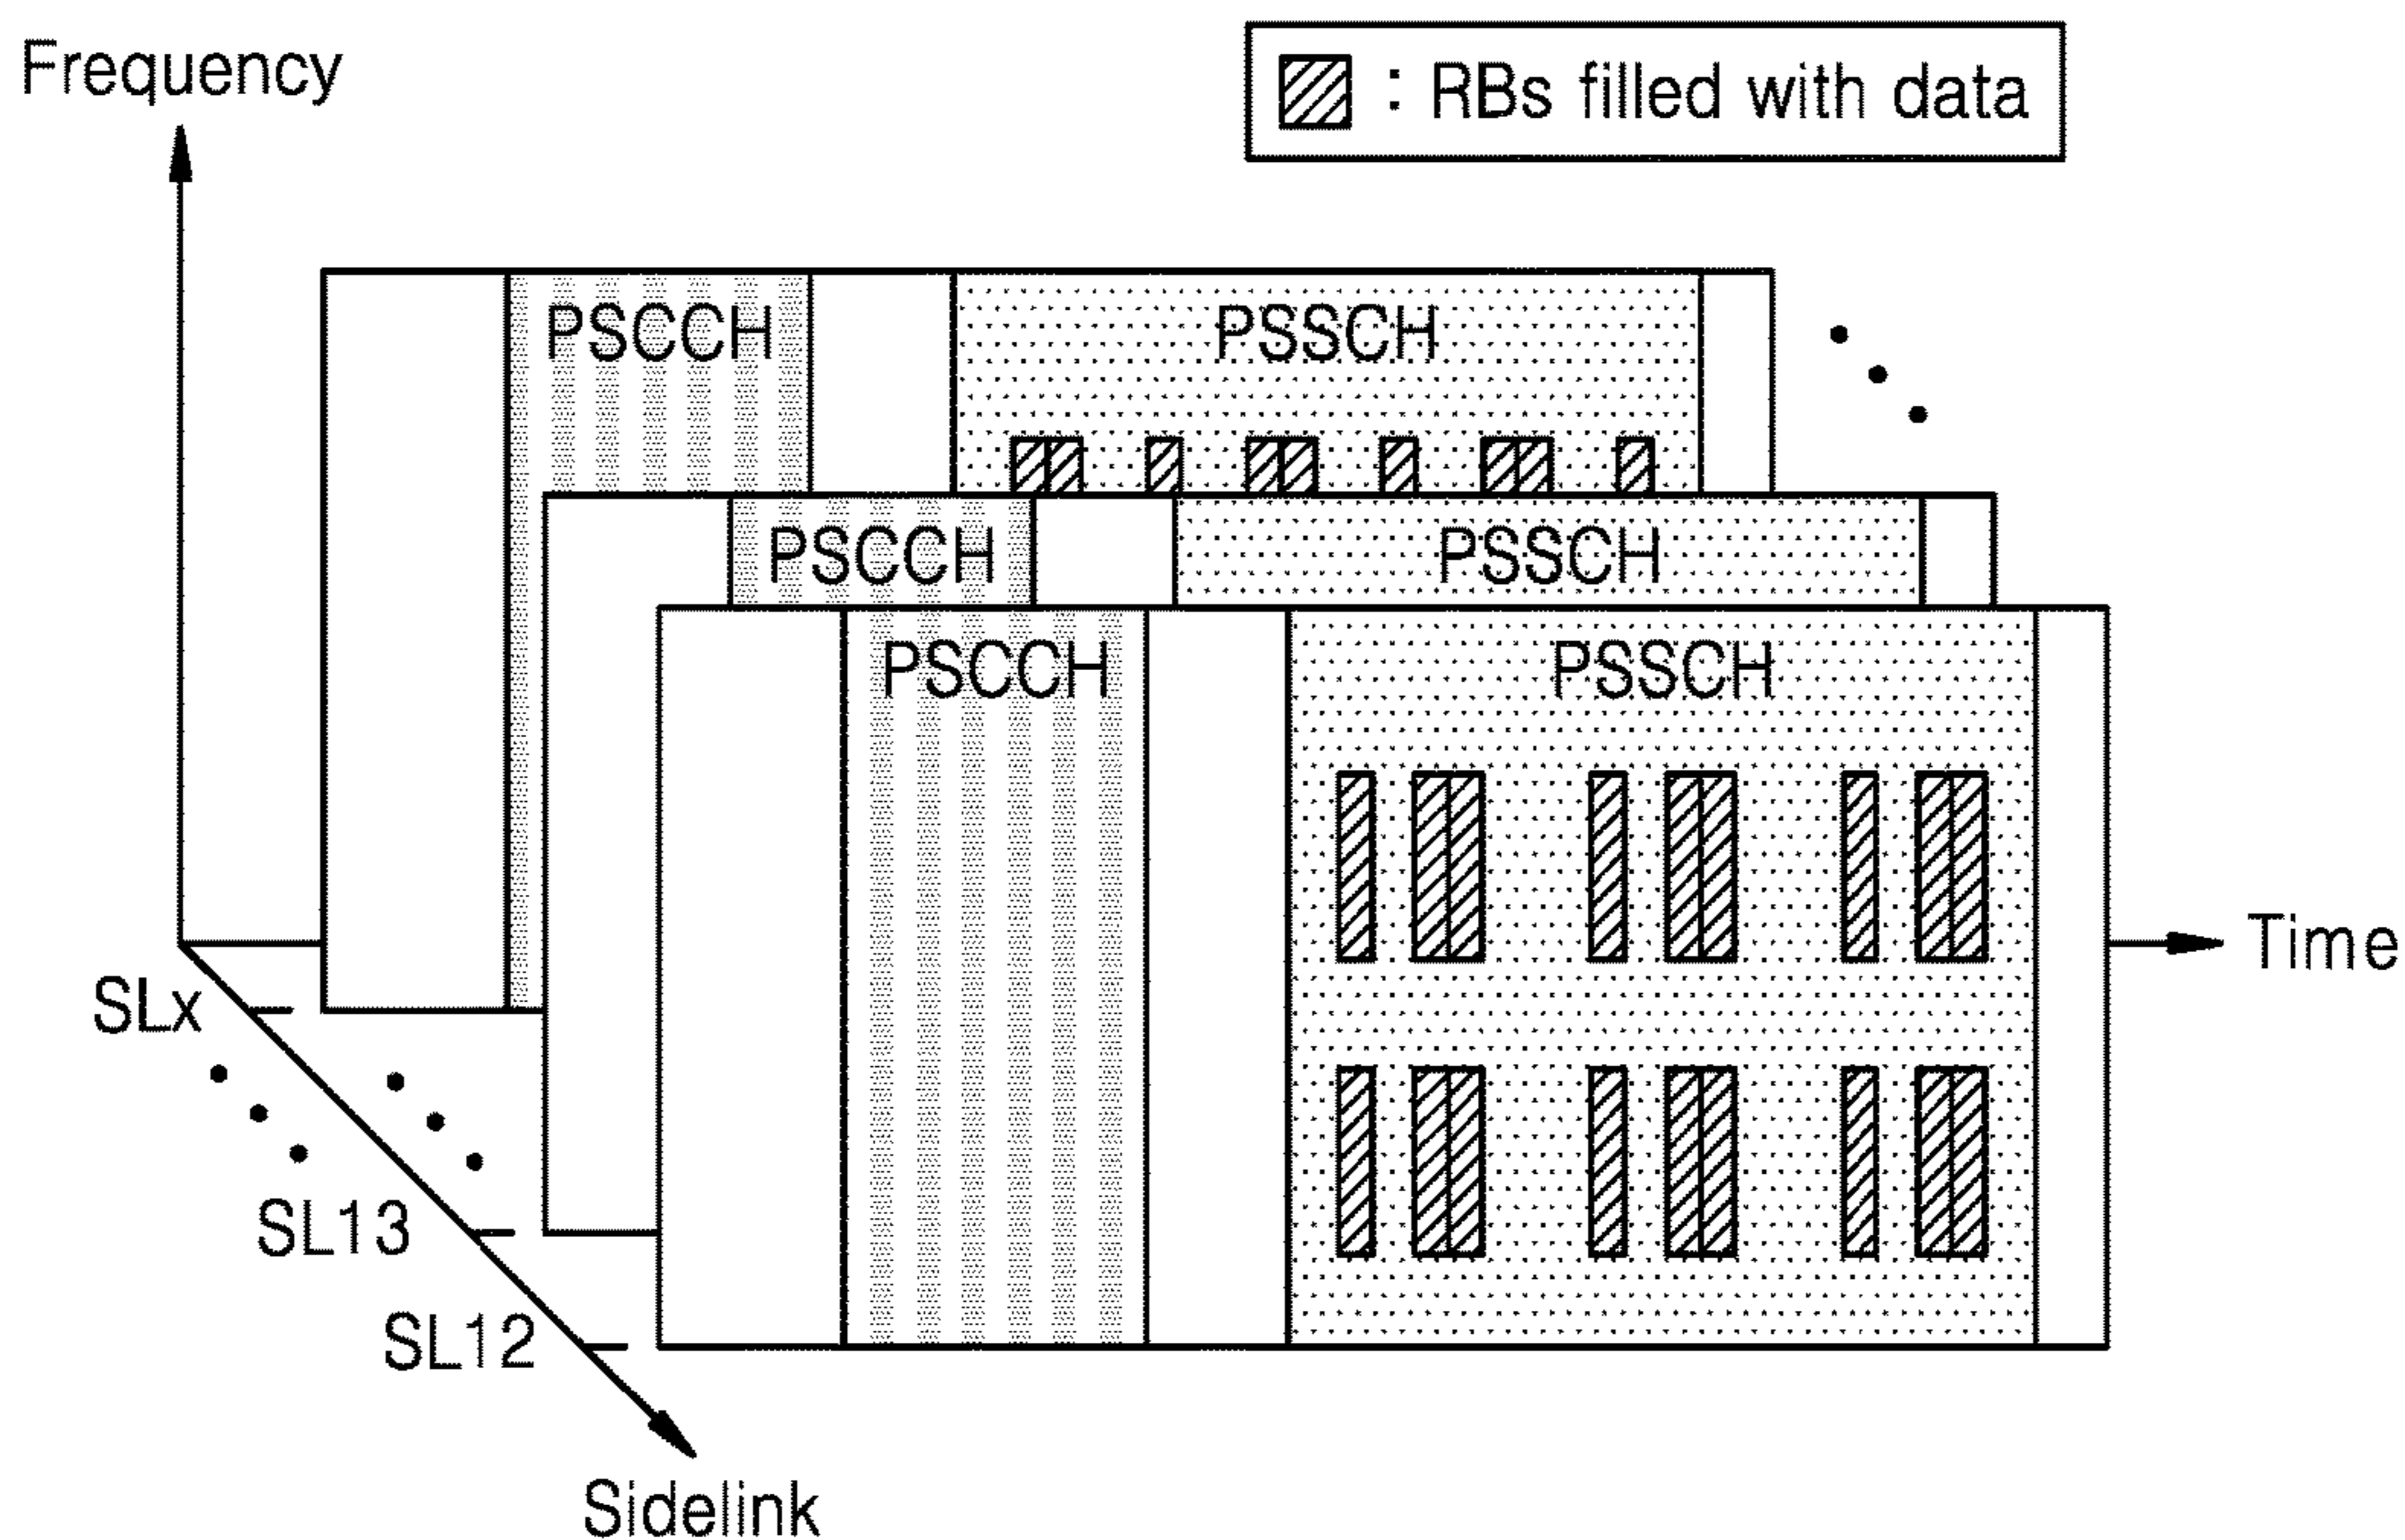 Frequency
: RBs filled with data
PSCCH
PSSCH
PSCCH
PSSCH
PSCCH
PSSCH
Time
SLx
SL13
SL12
Sidelink